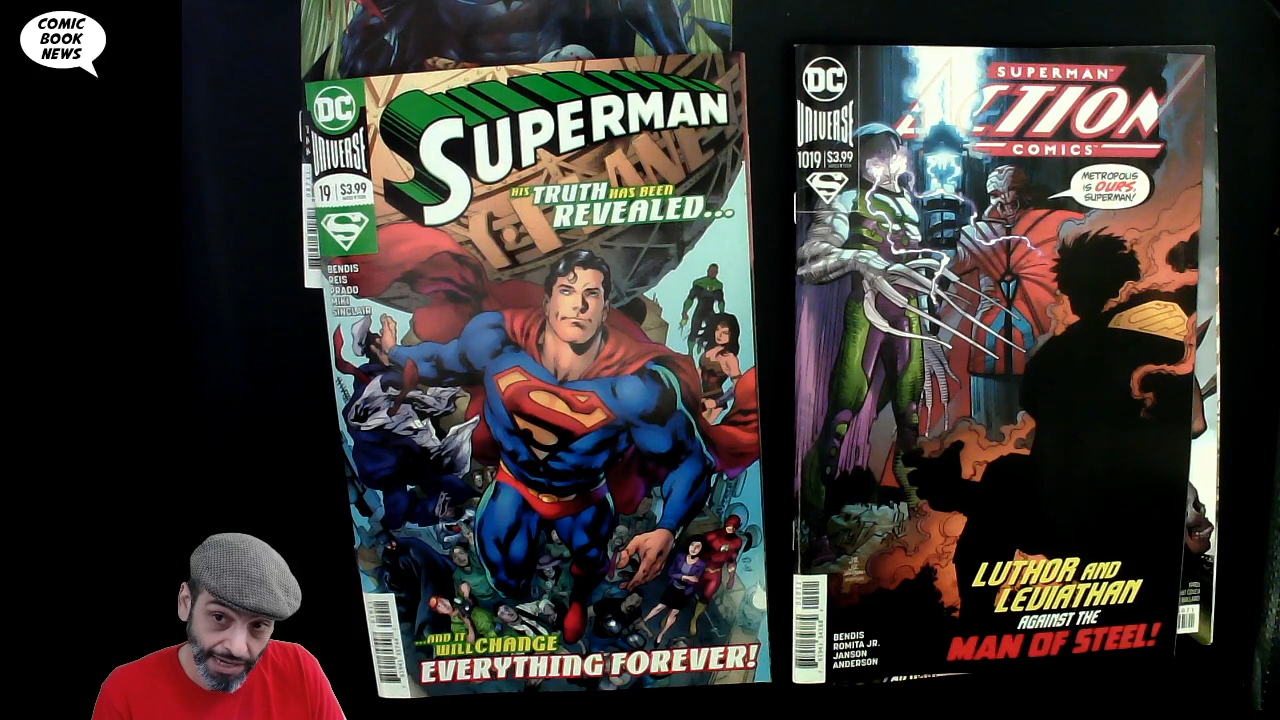 COMIC
BOOK
NEWS
DC
UNIVERSE
19 $3.99
SUPERMAN
HIS TRUTH HAS BEEN
REVEALED...
BENDIS
REIS
PRADO
MIKI
SINCLAIR
...AND IT
WILL CHANGE
EVERYTHING FOREVER!
DC
UNIVERSE
1019 $3.99
SUPERMAN
ACTION
COMICS
METROPOLIS
IS OURS,
SUPERMAN!
LUTHOR AND
LEVIATHAN
AGAINST THE
MAN OF STEEL!
BENDIS
ROMITA JR.
JANSON
ANDERSON